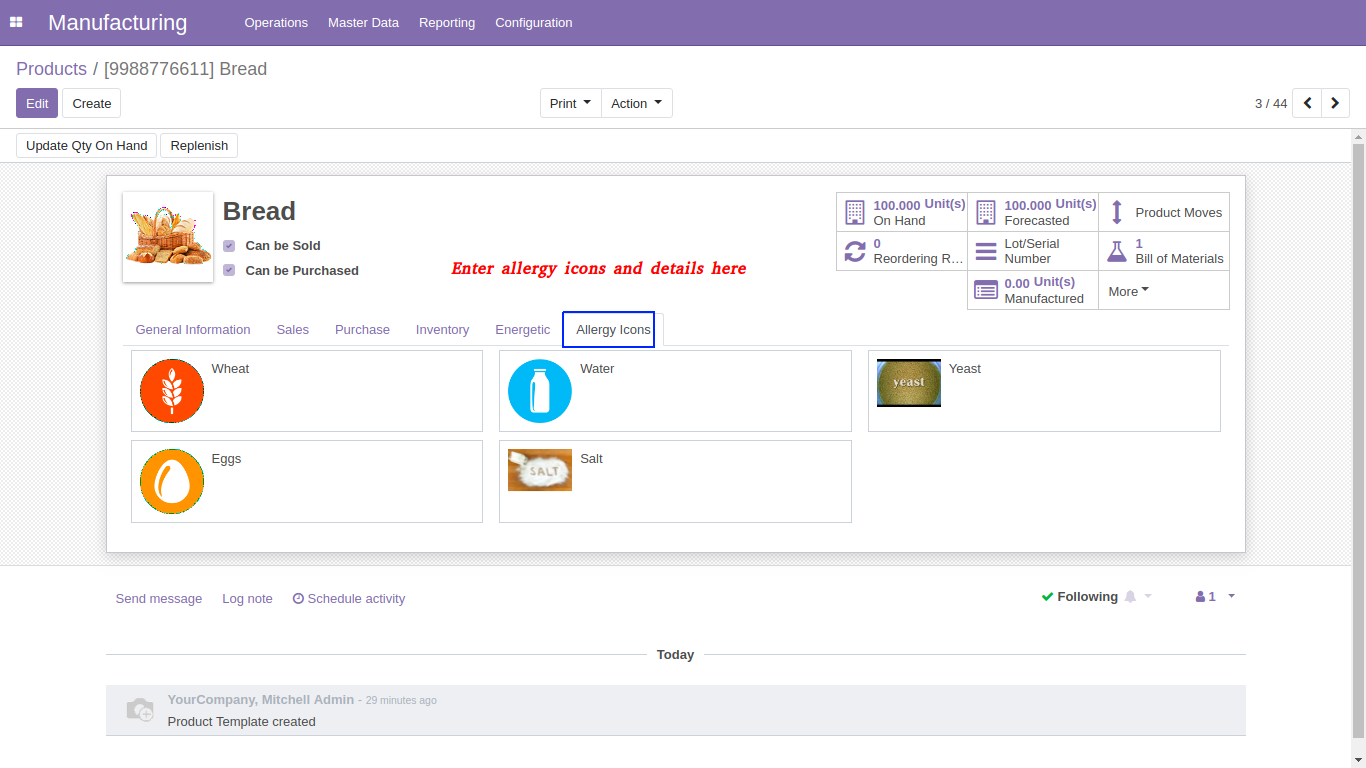 Manufacturing Operations Master Data Reporting Configuration
Products / [9988776611] Bread
Edit Create Print Action 3 / 44
Update Qty On Hand Replenish
Bread
Can be Sold
Can be Purchased
Enter allergy icons and details here
100.000 Unit(s) On Hand
100.000 Unit(s) Forecasted
Product Moves
0 Reordering R...
Lot/Serial Number
1 Bill of Materials
0.00 Unit(s) Manufactured
More
General Information Sales Purchase Inventory Energetic Allergy Icons
Wheat Water yeast Yeast
Eggs SALT Salt
Send message Log note Schedule activity Following 1
Today
YourCompany, Mitchell Admin - 29 minutes ago
Product Template created